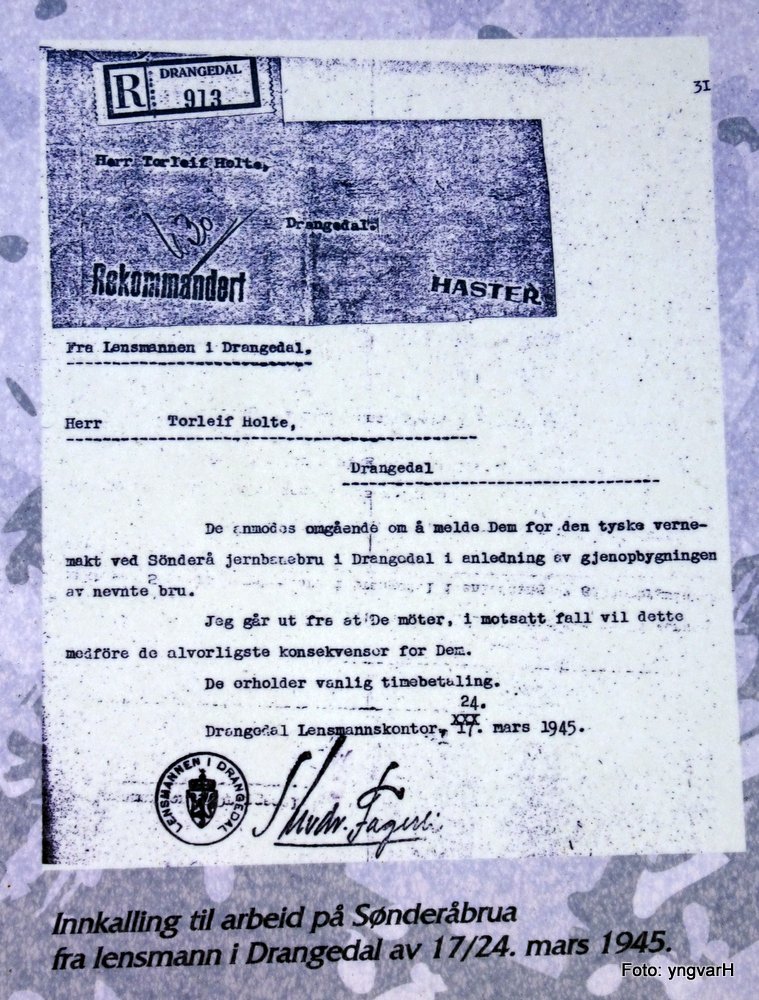 R DRANGEDAL
913
31
Herr Torleif Holte,
Drangedal.
Rekommandert
HASTER
Fra Lensmannen i Drangedal,
Herr Torleif Holte,
Drangedal
De anmodes omgående om å melde Dem for den tyske verne-
makt ved Sönderå jernbanebru i Drangedal i anledning av gjenopbygningen
av nevnte bru.
Jeg går ut fra at De möter, i motsatt fall vil dette
medföre de alvorligste konsekvenser for Dem.
De erholder vanlig timebetaling.
24.
Drangedal Lensmannskontor, 17. mars 1945.
LENSMANNEN I DRANGEDAL
Innkalling til arbeid på Sønderåbrua
fra lensmann i Drangedal av 17/24. mars 1945.
Foto: yngvarH